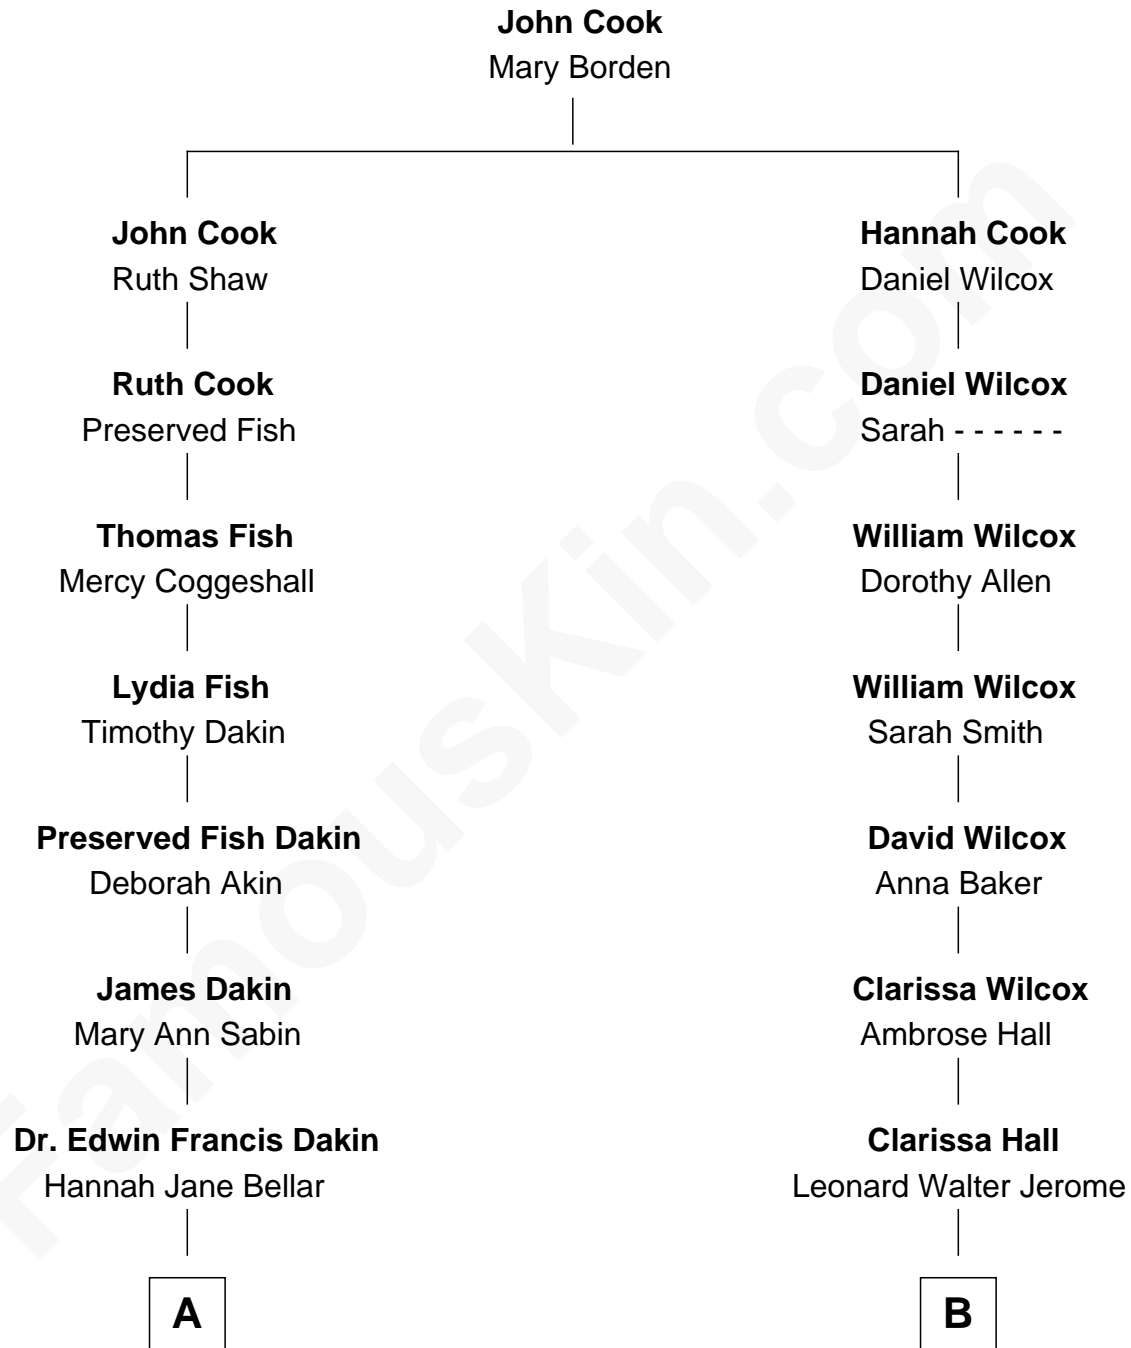 John Cook
Mary Borden
John Cook
Ruth Shaw
Hannah Cook
Daniel Wilcox
Ruth Cook
Preserved Fish
Daniel Wilcox
Sarah - - - - - -
Thomas Fish
Mercy Coggeshall
William Wilcox
Dorothy Allen
Lydia Fish
Timothy Dakin
William Wilcox
Sarah Smith
Preserved Fish Dakin
Deborah Akin
David Wilcox
Anna Baker
James Dakin
Mary Ann Sabin
Clarissa Wilcox
Ambrose Hall
Dr. Edwin Francis Dakin
Hannah Jane Bellar
Clarissa Hall
Leonard Walter Jerome
A
B
FamousKin.com